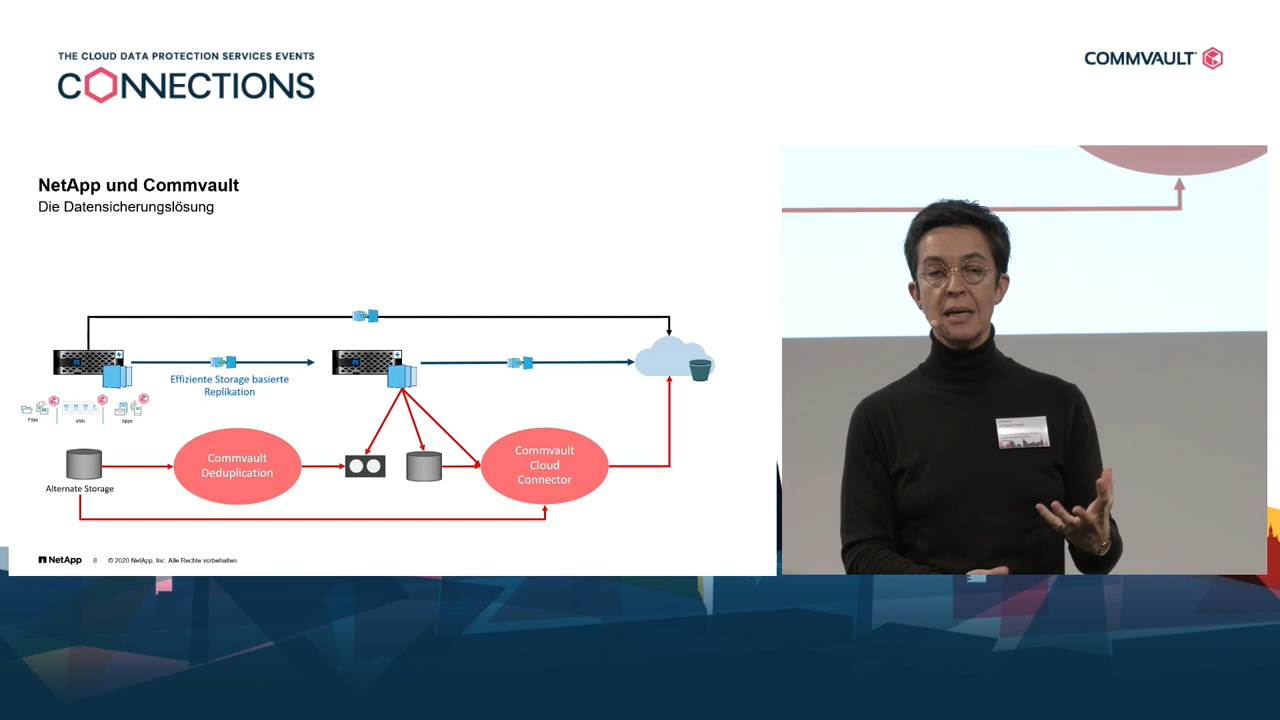 THE CLOUD DATA PROTECTION SERVICES EVENTS
CONNECTIONS
COMMVAULT
NetApp und Commvault
Die Datensicherungslösung
Effiziente Storage basierte
Replikation
Files
VMs
Apps
Commvault
Deduplication
Commvault
Cloud
Connector
Alternate Storage
NetApp 8 © 2020 NetApp, Inc. Alle Rechte vorbehalten.